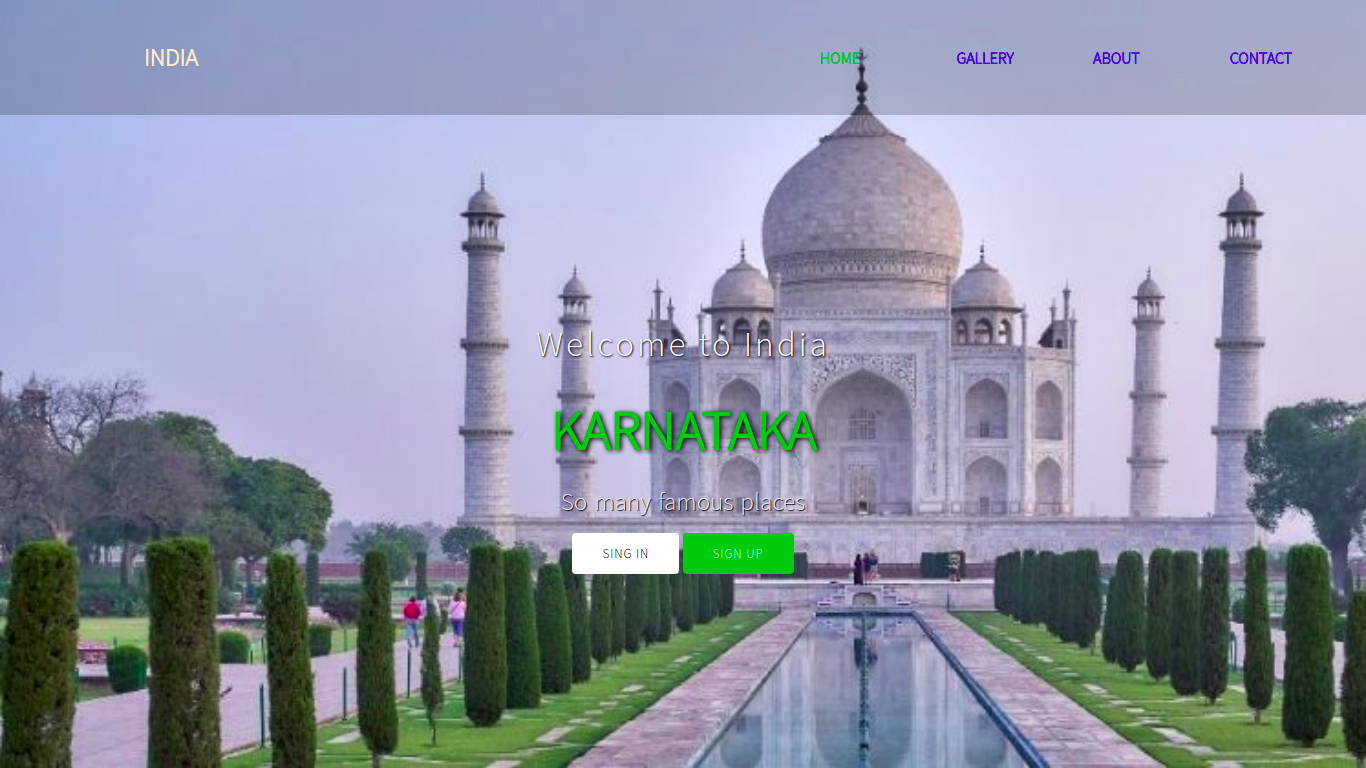 INDIA
HOME GALLERY ABOUT CONTACT
Welcome to India
KARNATAKA
So many famous places
SING IN SIGN UP